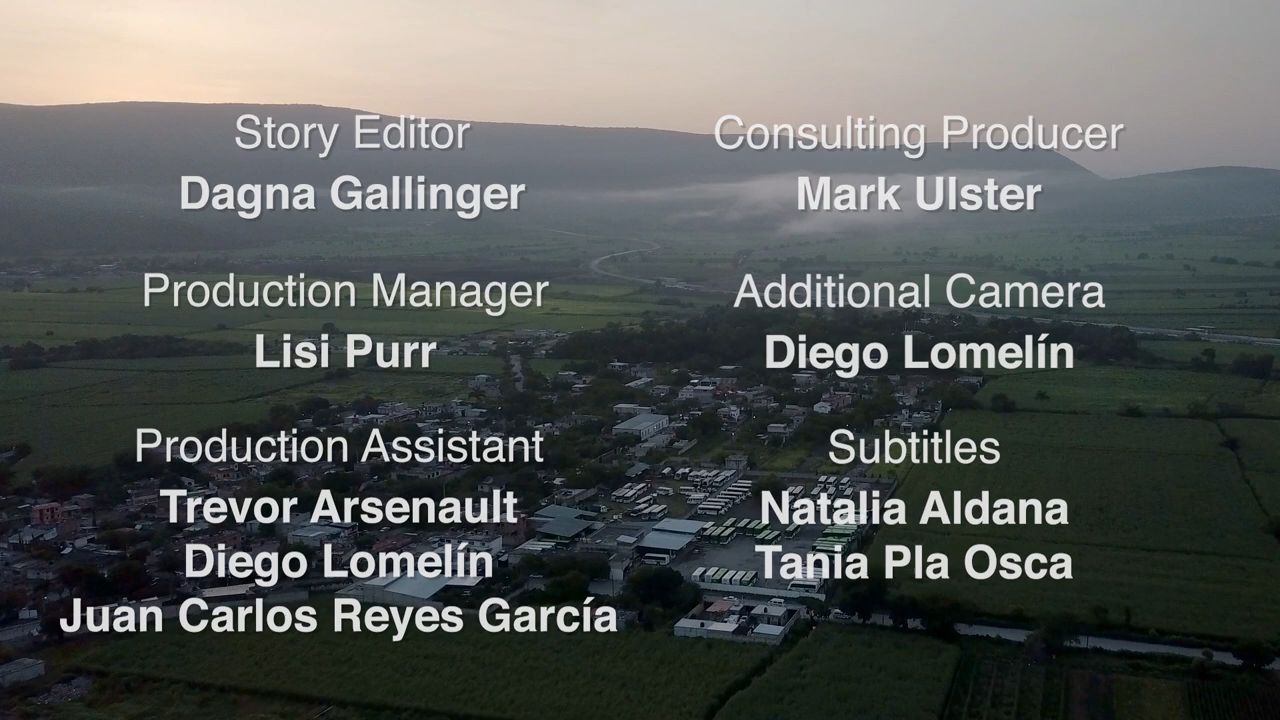 Story Editor
Dagna Gallinger
Production Manager
Lisi Purr
Production Assistant
Trevor Arsenault
Diego Lomelín
Juan Carlos Reyes García
Consulting Producer
Mark Ulster
Additional Camera
Diego Lomelín
Subtitles
Natalia Aldana
Tania Pla Osca